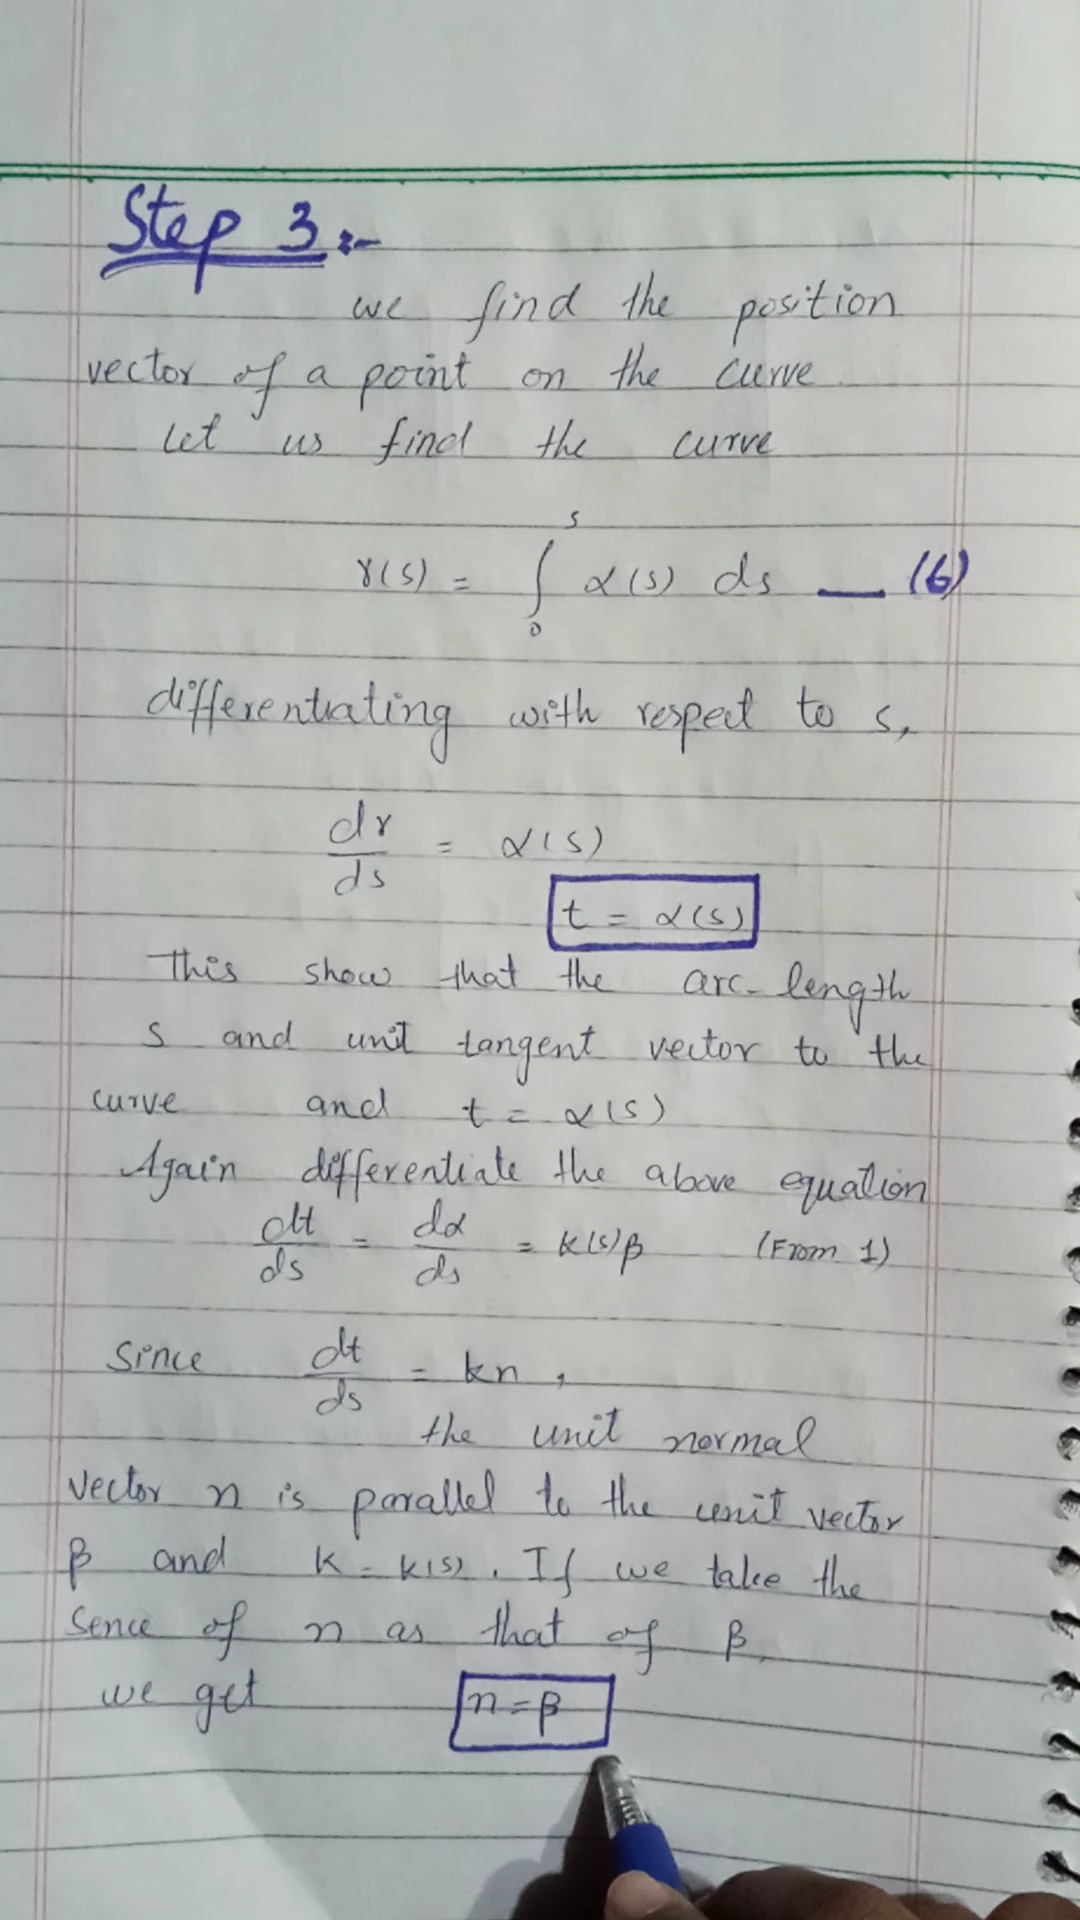 Step 3:-
we find the position
vector of a point on the curve
Let us find the curve
r(s) = ∫₀ˢ α(s) ds — (6)
differentiating with respect to s,
dr/ds = α(s)
t = α(s)
This show that the arc-length
s and unit tangent vector to the
curve and t = α(s)
Again differentiate the above equation
dt/ds = dα/ds = k(s)β (From 1)
Since dt/ds = kn,
the unit normal
vector n is parallel to the unit vector
β and k = k(s). If we take the
sence of n as that of β,
we get n = β